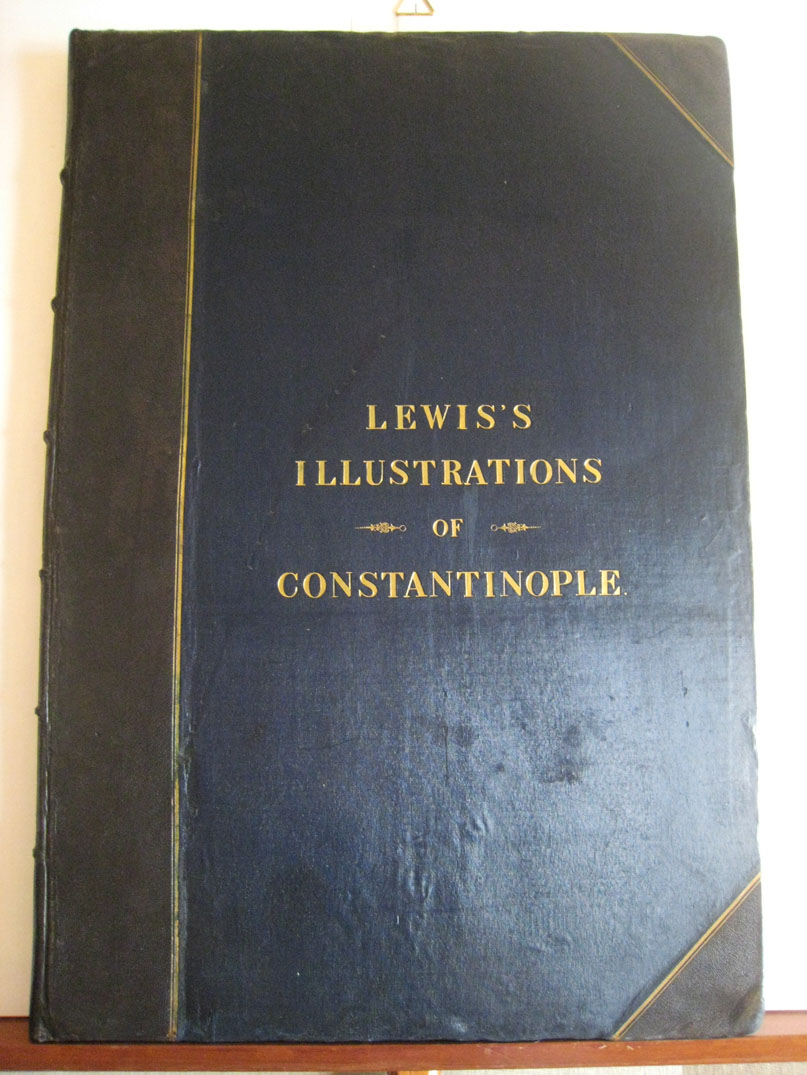 LEWIS'S
ILLUSTRATIONS
OF
CONSTANTINOPLE.